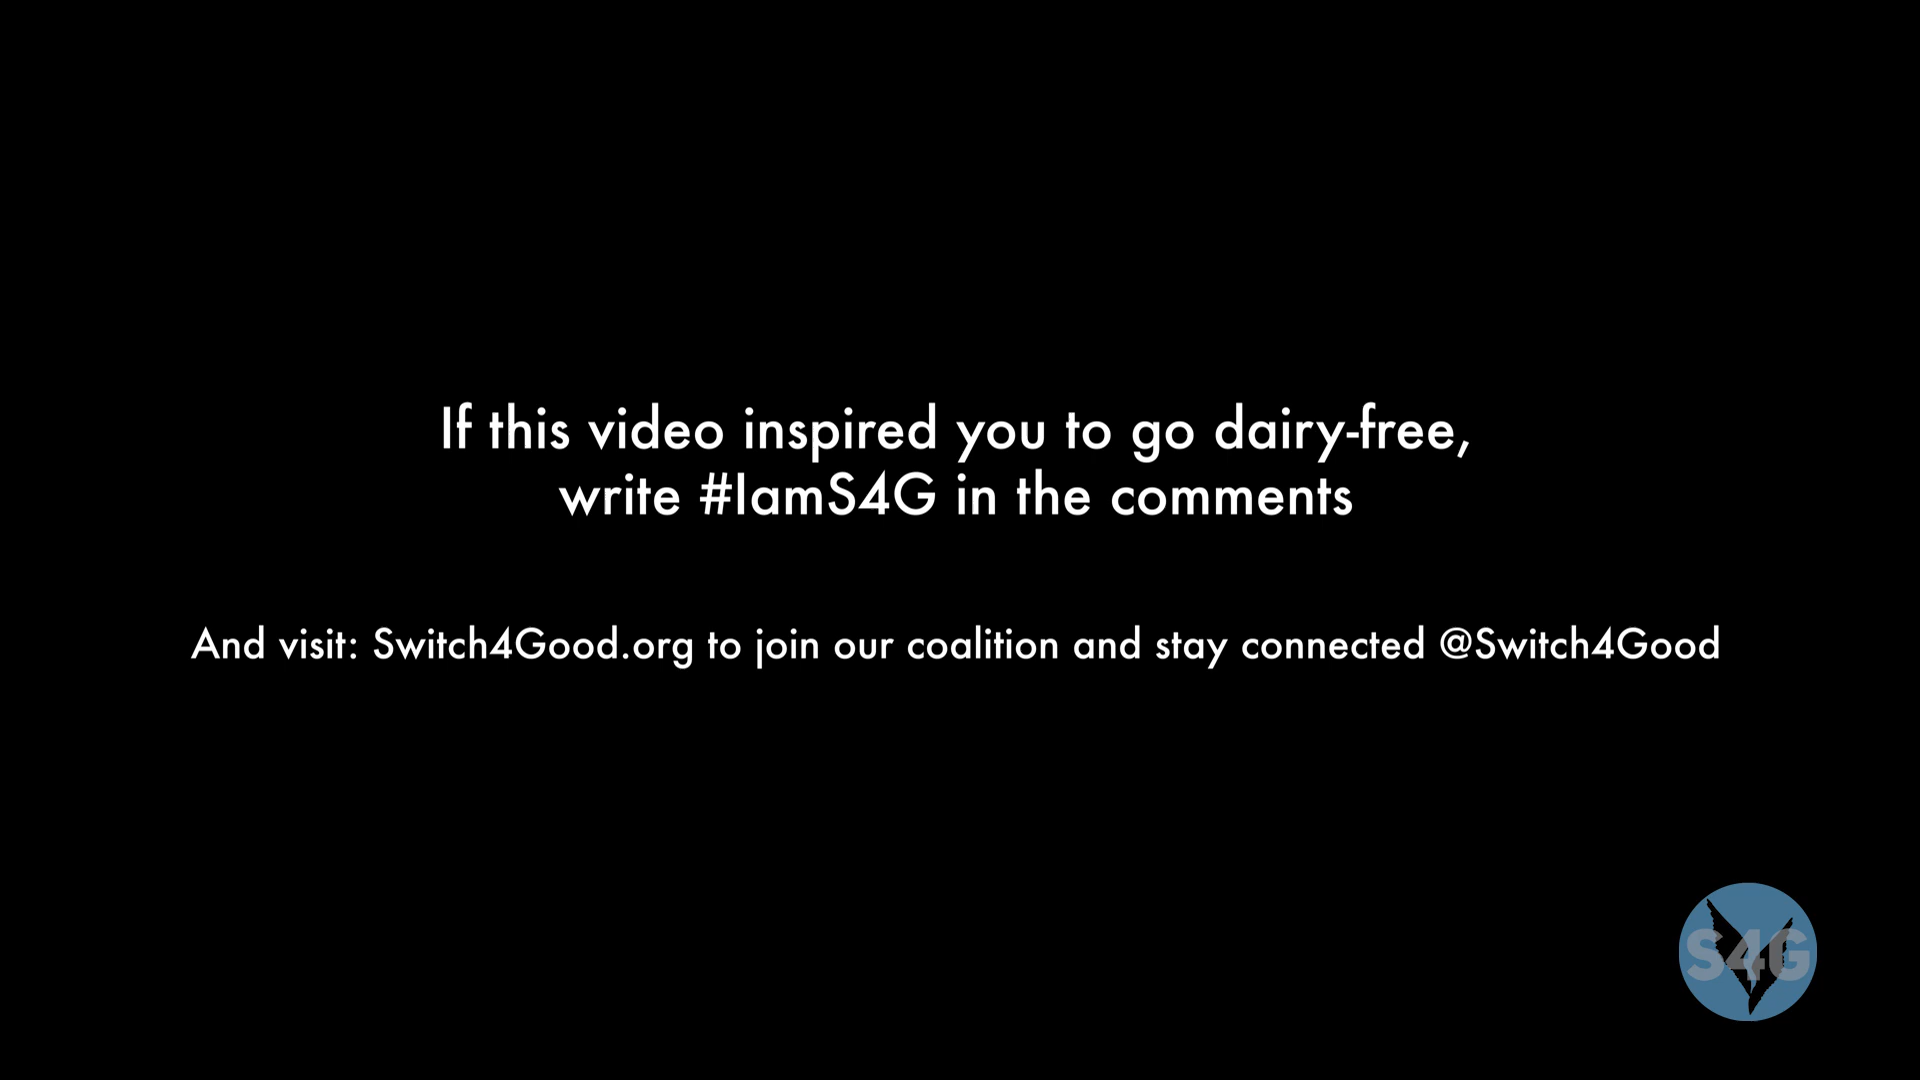 If this video inspired you to go dairy-free,
write #IamS4G in the comments
And visit: Switch4Good.org to join our coalition and stay connected @Switch4Good
S4G